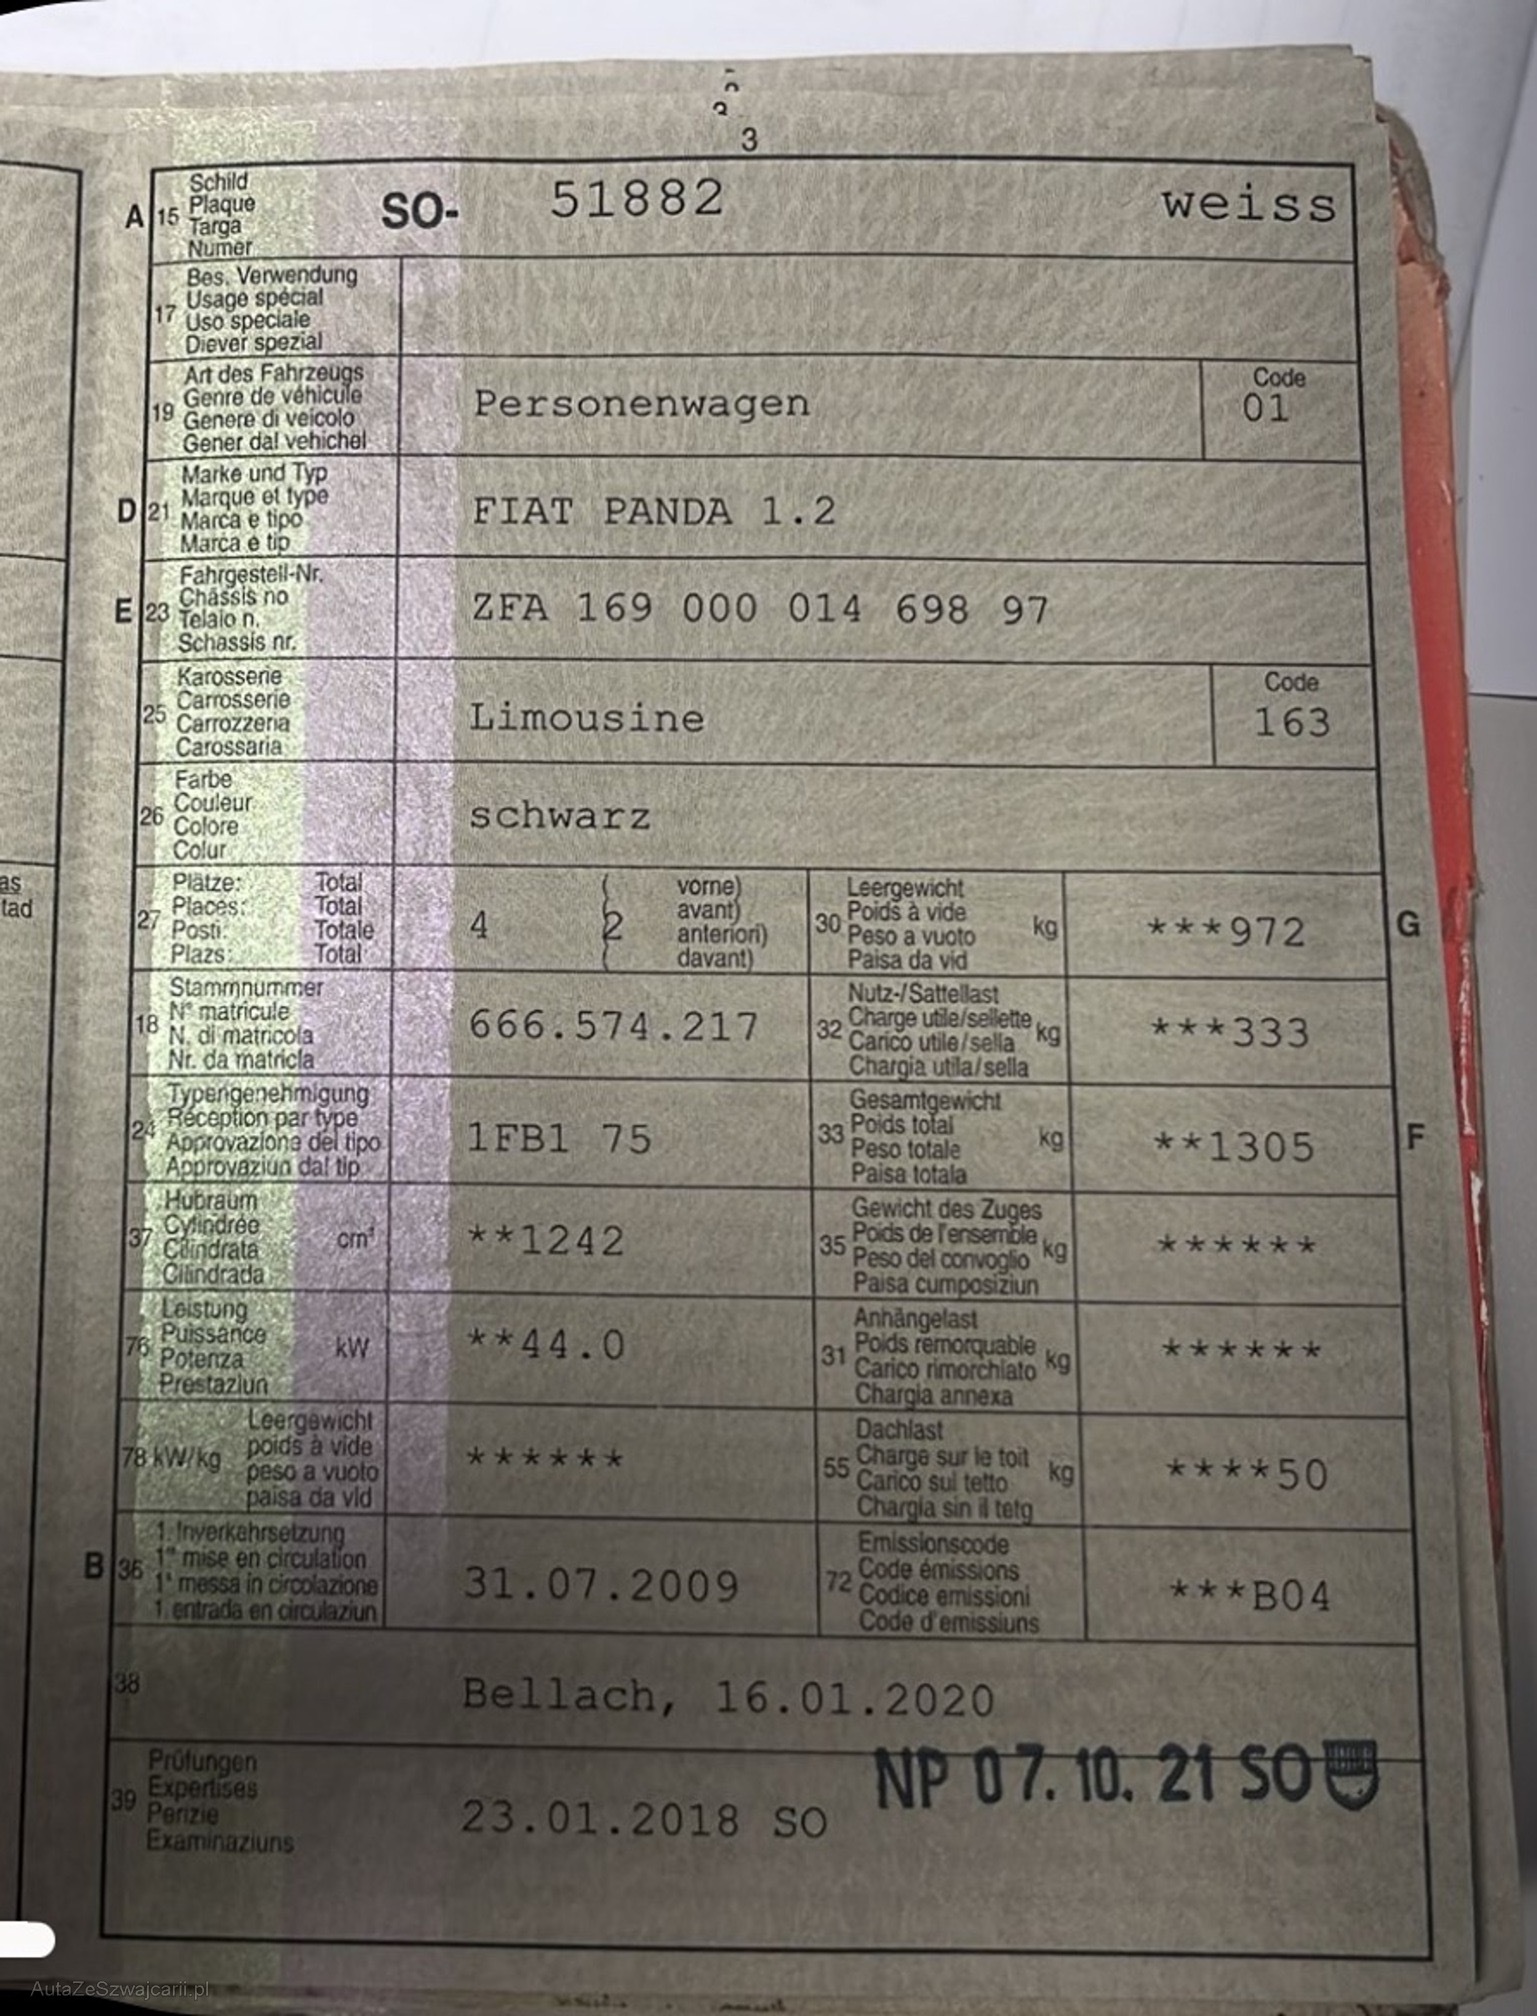 3
A 15 Schild
Plaque
Targa
Numer
SO- 51882 weiss
17 Bes. Verwendung
Usage spécial
Uso speciale
Diever spezial
19 Art des Fahrzeugs
Genre de véhicule
Genere di veicolo
Gener dal vehichel
Personenwagen
Code
01
D 21 Marke und Typ
Marque et type
Marca e tipo
Marca e tip
FIAT PANDA 1.2
E 23 Fahrgestell-Nr.
Châssis no
Telaio n.
Schassis nr.
ZFA 169 000 014 698 97
25 Karosserie
Carrosserie
Carrozzeria
Carossaria
Limousine
Code
163
26 Farbe
Couleur
Colore
Colur
schwarz
27 Plätze: Total
Places: Total
Posti: Totale
Plazs: Total
4 ( 2 vorne)
avant)
anteriori)
davant)
30 Leergewicht
Poids à vide
Peso a vuoto
Paisa da vid
kg
***972
G
18 Stammnummer
N° matricule
N. di matricola
Nr. da matricla
666.574.217
32 Nutz-/Sattellast
Charge utile/sellette
Carico utile/sella
Chargia utila/sella
kg
***333
24 Typengenehmigung
Réception par type
Approvazione del tipo
Approvaziun dal tip
1FB1 75
33 Gesamtgewicht
Poids total
Peso totale
Paisa totala
kg
**1305
F
37 Hubraum
Cylindrée
Cilindrata
Cilindrada
cm³
**1242
35 Gewicht des Zuges
Poids de l'ensemble
Peso del convoglio
Paisa cumposiziun
kg
******
76 Leistung
Puissance
Potenza
Prestaziun
kW
**44.0
31 Anhängelast
Poids remorquable
Carico rimorchiato
Chargia annexa
kg
******
78 kW/kg Leergewicht
poids à vide
peso a vuoto
paisa da vid
******
55 Dachlast
Charge sur le toit
Carico sul tetto
Chargia sin il tetg
kg
****50
B 36 1. Inverkehrsetzung
1re mise en circulation
1a messa in circolazione
1. entrada en circulaziun
31.07.2009
72 Emissionscode
Code émissions
Codice emissioni
Code d'emissiuns
***B04
38 Bellach, 16.01.2020
39 Prüfungen
Expertises
Perizie
Examinaziuns
23.01.2018 SO
NP 07. 10. 21 SO
as
tad
AutaZeSzwajcarii.pl